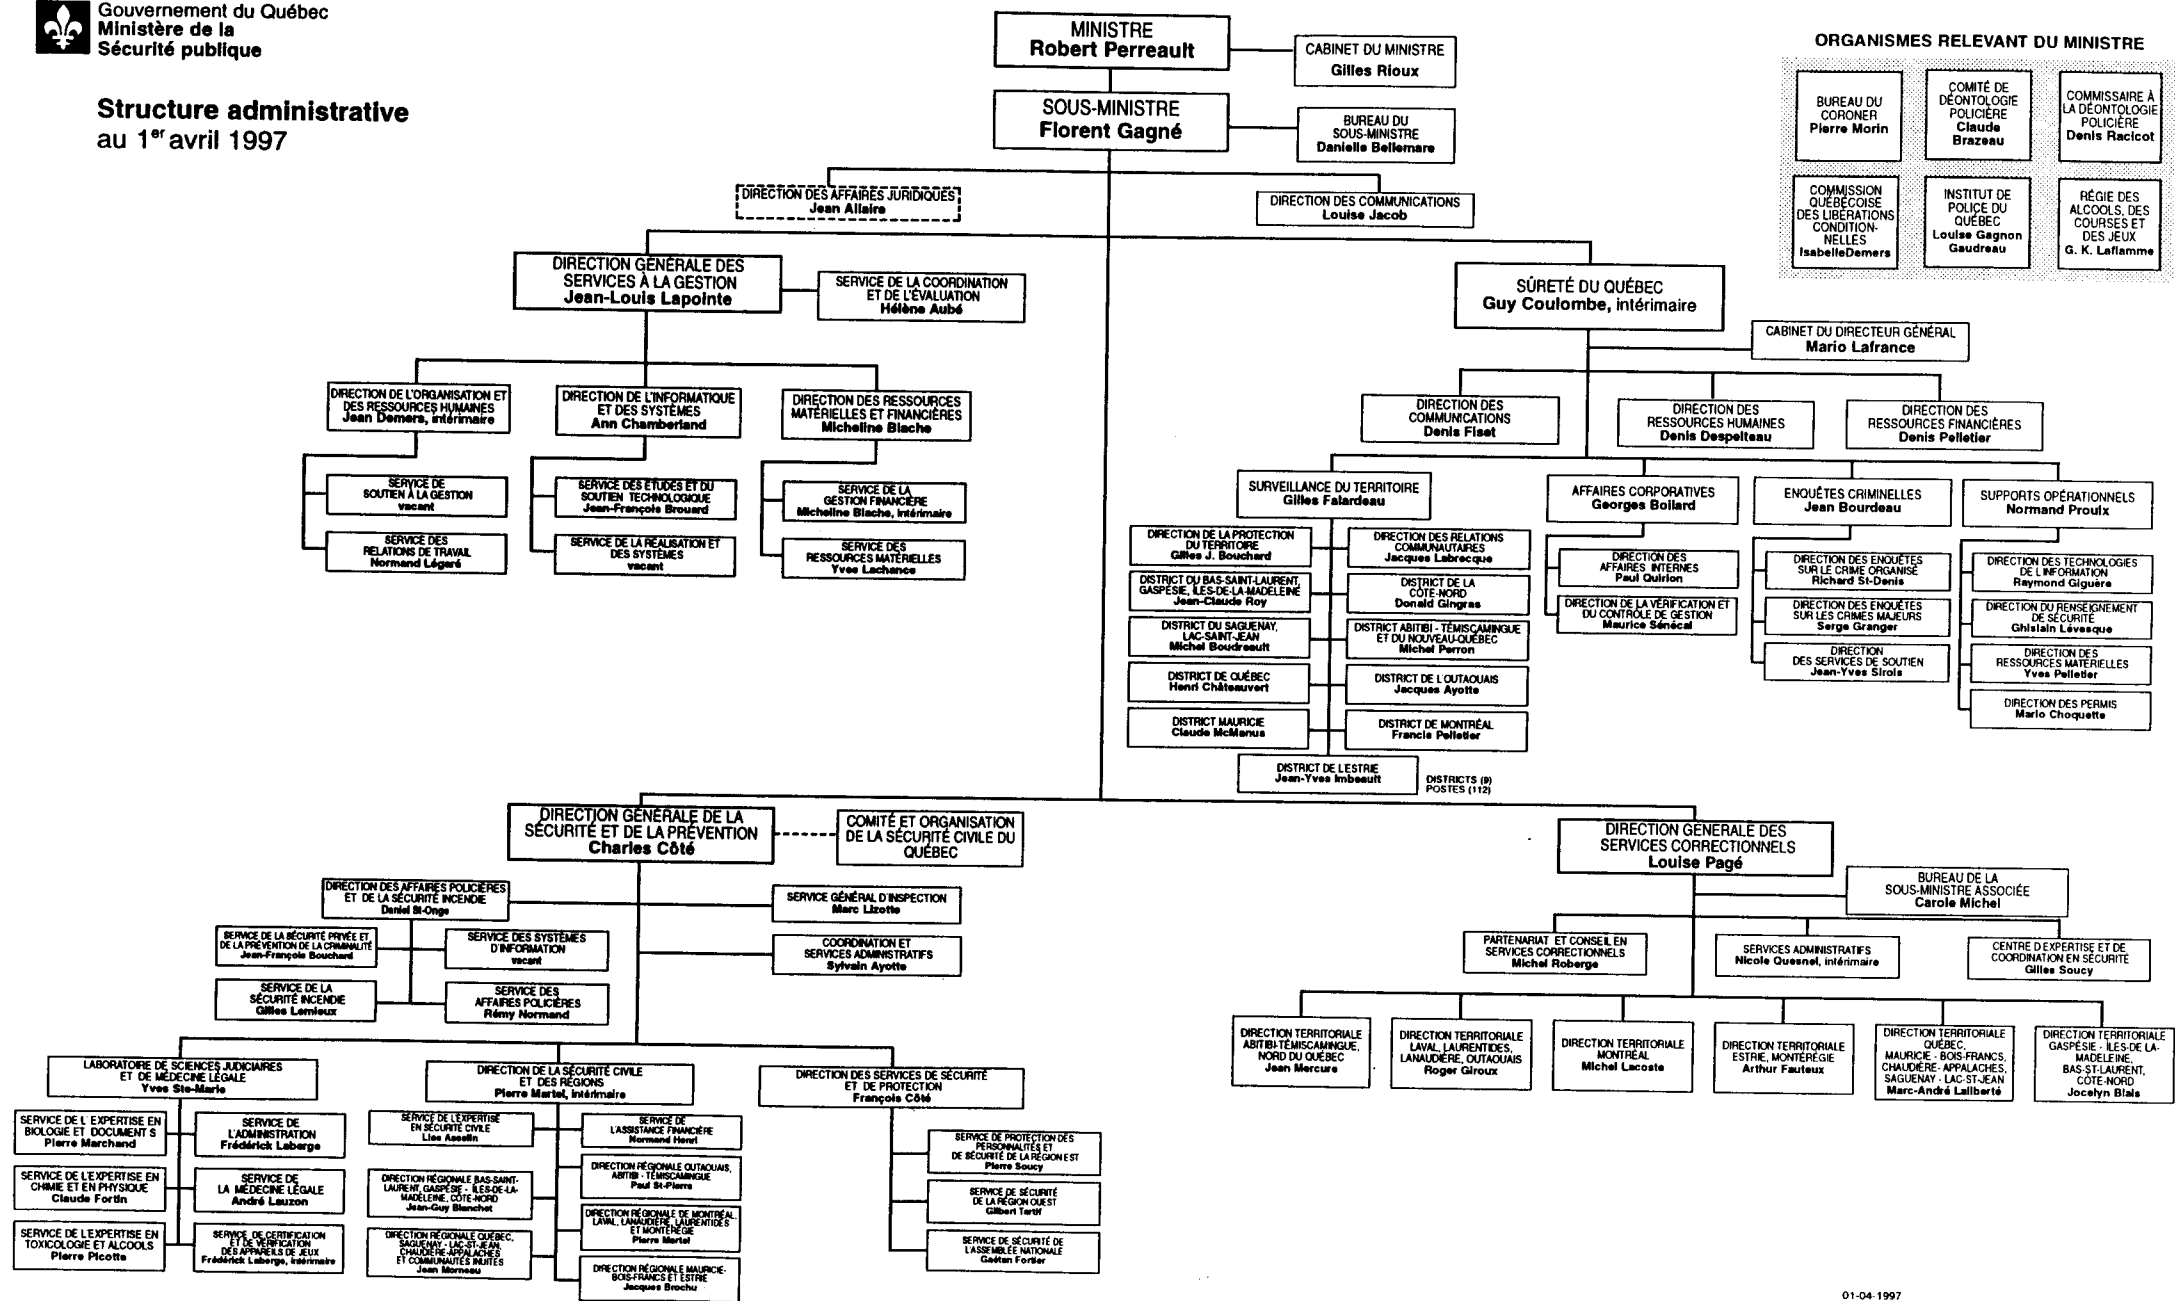 Gouvernement du Québec
Ministère de la
Sécurité publique
Structure administrative
au 1er avril 1997
MINISTRE
Robert Perreault
CABINET DU MINISTRE
Gilles Rioux
SOUS-MINISTRE
Florent Gagné
BUREAU DU
SOUS-MINISTRE
Danielle Bellemare
ORGANISMES RELEVANT DU MINISTRE
BUREAU DU
CORONER
Pierre Morin
COMITÉ DE
DÉONTOLOGIE
POLICIÈRE
Claude
Brazeau
COMMISSAIRE À
LA DÉONTOLOGIE
POLICIÈRE
Denis Racicot
COMMISSION
QUÉBÉCOISE
DES LIBÉRATIONS
CONDITION-
NELLES
IsabelleDemers
INSTITUT DE
POLICE DU
QUÉBEC
Louise Gagnon
Gaudreau
RÉGIE DES
ALCOOLS, DES
COURSES ET
DES JEUX
G. K. Laflamme
DIRECTION DES AFFAIRES JURIDIQUES
Jean Allaire
DIRECTION DES COMMUNICATIONS
Louise Jacob
DIRECTION GÉNÉRALE DES
SERVICES À LA GESTION
Jean-Louis Lapointe
SERVICE DE LA COORDINATION
ET DE L'ÉVALUATION
Hélène Aubé
DIRECTION DE L'ORGANISATION ET
DES RESSOURCES HUMAINES
Jean Demers, intérimaire
DIRECTION DE L'INFORMATIQUE
ET DES SYSTÈMES
Ann Chamberland
DIRECTION DES RESSOURCES
MATÉRIELLES ET FINANCIÈRES
Micheline Blache
SERVICE DE
SOUTIEN À LA GESTION
vacant
SERVICE DES
RELATIONS DE TRAVAIL
Normand Légaré
SERVICE DES ÉTUDES ET DU
SOUTIEN TECHNOLOGIQUE
Jean-François Brouard
SERVICE DE LA RÉALISATION ET
DES SYSTÈMES
vacant
SERVICE DE LA
GESTION FINANCIÈRE
Micheline Blache, intérimaire
SERVICE DES
RESSOURCES MATÉRIELLES
Yves Lachance
SÛRETÉ DU QUÉBEC
Guy Coulombe, intérimaire
CABINET DU DIRECTEUR GÉNÉRAL
Mario Lafrance
DIRECTION DES
COMMUNICATIONS
Denis Fiset
DIRECTION DES
RESSOURCES HUMAINES
Denis Despelteau
DIRECTION DES
RESSOURCES FINANCIÈRES
Denis Pelletier
SURVEILLANCE DU TERRITOIRE
Gilles Falardeau
AFFAIRES CORPORATIVES
Georges Boilard
ENQUÊTES CRIMINELLES
Jean Bourdeau
SUPPORTS OPÉRATIONNELS
Normand Proulx
DIRECTION DE LA PROTECTION
DU TERRITOIRE
Gilles J. Bouchard
DIRECTION DES RELATIONS
COMMUNAUTAIRES
Jacques Labrecque
DISTRICT DU BAS-SAINT-LAURENT,
GASPÉSIE, ÎLES-DE-LA-MADELEINE
Jean-Claude Roy
DISTRICT DE LA
CÔTE-NORD
Donald Gingras
DISTRICT DU SAGUENAY,
LAC-SAINT-JEAN
Michel Boudreault
DISTRICT ABITIBI - TÉMISCAMINGUE
ET DU NOUVEAU-QUÉBEC
Michel Perron
DISTRICT DE QUÉBEC
Henri Châteauvert
DISTRICT DE L'OUTAOUAIS
Jacques Ayotte
DISTRICT MAURICIE
Claude McManus
DISTRICT DE MONTRÉAL
Francis Pelletier
DISTRICT DE L'ESTRIE
Jean-Yves Imbeault
DISTRICTS (9)
POSTES (112)
DIRECTION DES
AFFAIRES INTERNES
Paul Quirion
DIRECTION DE LA VÉRIFICATION ET
DU CONTRÔLE DE GESTION
Maurice Sénécal
DIRECTION DES ENQUÊTES
SUR LE CRIME ORGANISÉ
Richard St-Denis
DIRECTION DES ENQUÊTES
SUR LES CRIMES MAJEURS
Serge Granger
DIRECTION
DES SERVICES DE SOUTIEN
Jean-Yves Sirois
DIRECTION DES TECHNOLOGIES
DE L'INFORMATION
Raymond Giguère
DIRECTION DU RENSEIGNEMENT
DE SÉCURITÉ
Ghislain Lévesque
DIRECTION DES
RESSOURCES MATÉRIELLES
Yves Pelletier
DIRECTION DES PERMIS
Mario Choquette
DIRECTION GÉNÉRALE DE LA
SÉCURITÉ ET DE LA PRÉVENTION
Charles Côté
COMITÉ ET ORGANISATION
DE LA SÉCURITÉ CIVILE DU
QUÉBEC
DIRECTION DES AFFAIRES POLICIÈRES
ET DE LA SÉCURITÉ INCENDIE
Daniel St-Onge
SERVICE GÉNÉRAL D'INSPECTION
Marc Lizotte
SERVICE DE LA SÉCURITÉ PRIVÉE ET
DE LA PRÉVENTION DE LA CRIMINALITÉ
Jean-François Bouchard
SERVICE DES SYSTÈMES
D'INFORMATION
vacant
COORDINATION ET
SERVICES ADMINISTRATIFS
Sylvain Ayotte
SERVICE DE LA
SÉCURITÉ INCENDIE
Gilles Lemieux
SERVICE DES
AFFAIRES POLICIÈRES
Rémy Normand
LABORATOIRE DE SCIENCES JUDICIAIRES
ET DE MÉDECINE LÉGALE
Yves Ste-Marie
DIRECTION DE LA SÉCURITÉ CIVILE
ET DES RÉGIONS
Pierre Martel, intérimaire
DIRECTION DES SERVICES DE SÉCURITÉ
ET DE PROTECTION
François Côté
SERVICE DE L' EXPERTISE EN
BIOLOGIE ET DOCUMENT S
Pierre Marchand
SERVICE DE
L'ADMINISTRATION
Frédérick Laberge
SERVICE DE L'EXPERTISE EN
CHIMIE ET EN PHYSIQUE
Claude Fortin
SERVICE DE
LA MÉDECINE LÉGALE
André Lauzon
SERVICE DE L'EXPERTISE EN
TOXICOLOGIE ET ALCOOLS
Pierre Picotte
SERVICE DE CERTIFICATION
ET DE VÉRIFICATION
DES APPAREILS DE JEUX
Frédérick Laberge, intérimaire
SERVICE DE L'EXPERTISE
EN SÉCURITÉ CIVILE
Lise Asselin
SERVICE DE
L'ASSISTANCE FINANCIÈRE
Normand Henri
DIRECTION RÉGIONALE BAS-SAINT-
LAURENT, GASPÉSIE - ÎLES-DE-LA-
MADELEINE, CÔTE-NORD
Jean-Guy Blanchet
DIRECTION RÉGIONALE OUTAOUAIS,
ABITIBI - TÉMISCAMINGUE
Paul St-Pierre
DIRECTION RÉGIONALE DE MONTRÉAL,
LAVAL, LANAUDIÈRE, LAURENTIDES
ET MONTÉRÉGIE
Pierre Martel
DIRECTION RÉGIONALE QUÉBEC,
SAGUENAY - LAC-ST-JEAN,
CHAUDIÈRE-APPALACHES
ET COMMUNAUTÉS INUITES
Jean Morneau
DIRECTION RÉGIONALE MAURICIE-
BOIS-FRANCS ET ESTRIE
Jacques Brochu
SERVICE DE PROTECTION DES
PERSONNALITÉS ET
DE SÉCURITÉ DE LA RÉGION EST
Pierre Soucy
SERVICE DE SÉCURITÉ
DE LA RÉGION OUEST
Gilbert Tartif
SERVICE DE SÉCURITÉ DE
L'ASSEMBLÉE NATIONALE
Gaétan Fortier
DIRECTION GÉNÉRALE DES
SERVICES CORRECTIONNELS
Louise Pagé
BUREAU DE LA
SOUS-MINISTRE ASSOCIÉE
Carole Michel
PARTENARIAT ET CONSEIL EN
SERVICES CORRECTIONNELS
Michel Roberge
SERVICES ADMINISTRATIFS
Nicole Quesnel, intérimaire
CENTRE D'EXPERTISE ET DE
COORDINATION EN SÉCURITÉ
Gilles Soucy
DIRECTION TERRITORIALE
ABITIBI-TÉMISCAMINGUE,
NORD DU QUÉBEC
Jean Mercure
DIRECTION TERRITORIALE
LAVAL, LAURENTIDES,
LANAUDIÈRE, OUTAOUAIS
Roger Giroux
DIRECTION TERRITORIALE
MONTRÉAL
Michel Lacoste
DIRECTION TERRITORIALE
ESTRIE, MONTÉRÉGIE
Arthur Fauteux
DIRECTION TERRITORIALE
QUÉBEC,
MAURICIE - BOIS-FRANCS,
CHAUDIÈRE- APPALACHES,
SAGUENAY - LAC-ST-JEAN
Marc-André Laliberté
DIRECTION TERRITORIALE
GASPÉSIE - ÎLES-DE LA-
MADELEINE,
BAS-ST-LAURENT,
CÔTE-NORD
Jocelyn Blais
01-04-1997